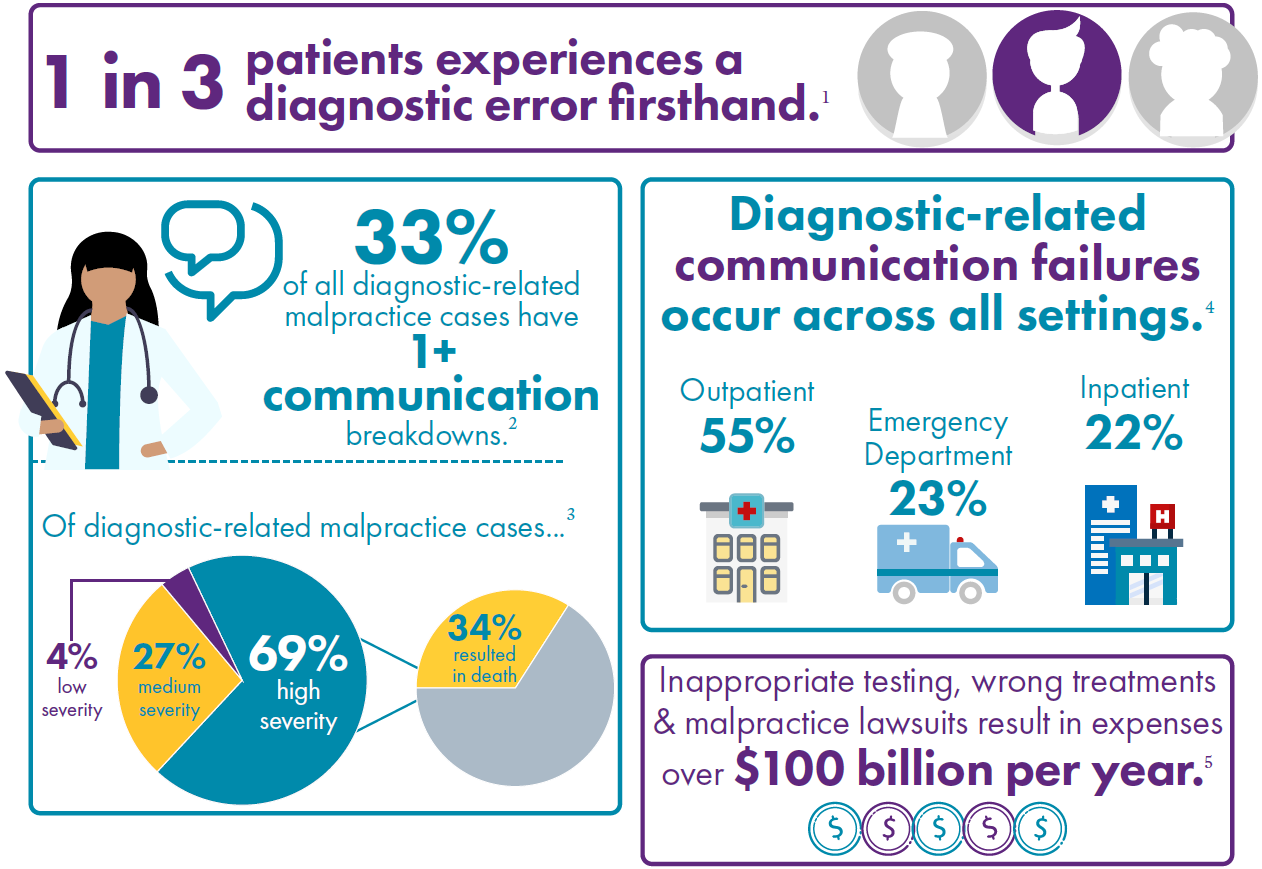 1 in 3
patients experiences a
diagnostic error firsthand.1
33%
of all diagnostic-related
malpractice cases have
1+
communication
breakdowns.2
Of diagnostic-related malpractice cases...3
4%
low
severity
27%
medium
severity
69%
high
severity
34%
resulted
in death
Diagnostic-related
communication failures
occur across all settings.4
Outpatient
55%
Emergency
Department
23%
Inpatient
22%
H
Inappropriate testing, wrong treatments
& malpractice lawsuits result in expenses
over $100 billion per year.5
$ $ $ $ $